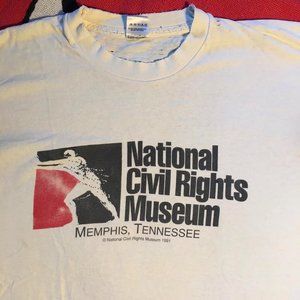 National
Civil Rights
Museum
MEMPHIS, TENNESSEE
© National Civil Rights Museum 1991